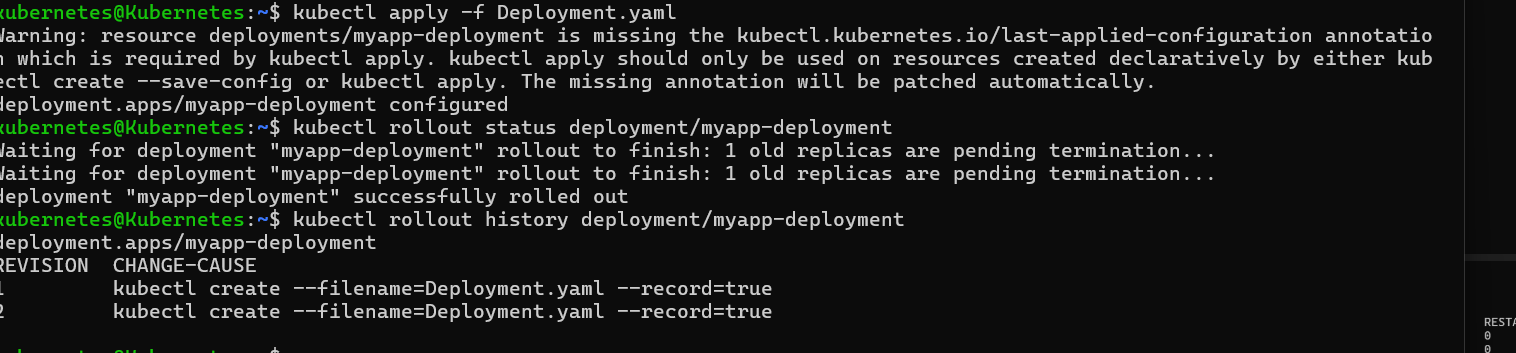 kubernetes@Kubernetes:~$ kubectl apply -f Deployment.yaml
Warning: resource deployments/myapp-deployment is missing the kubectl.kubernetes.io/last-applied-configuration annotatio
n which is required by kubectl apply. kubectl apply should only be used on resources created declaratively by either kub
ectl create --save-config or kubectl apply. The missing annotation will be patched automatically.
deployment.apps/myapp-deployment configured
kubernetes@Kubernetes:~$ kubectl rollout status deployment/myapp-deployment
Waiting for deployment "myapp-deployment" rollout to finish: 1 old replicas are pending termination...
Waiting for deployment "myapp-deployment" rollout to finish: 1 old replicas are pending termination...
deployment "myapp-deployment" successfully rolled out
kubernetes@Kubernetes:~$ kubectl rollout history deployment/myapp-deployment
deployment.apps/myapp-deployment
REVISION  CHANGE-CAUSE
1         kubectl create --filename=Deployment.yaml --record=true
2         kubectl create --filename=Deployment.yaml --record=true
kubernetes@Kubernetes:~$
RESTA
0
0